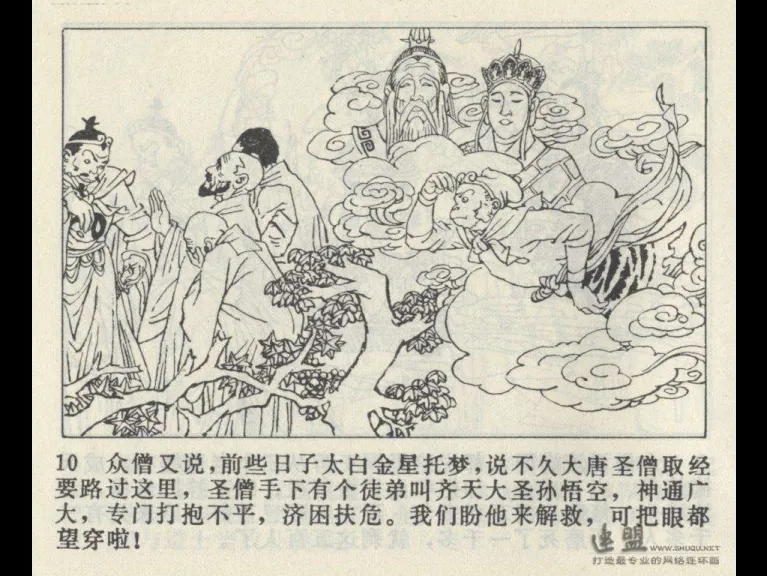 10 众僧又说，前些日子太白金星托梦，说不久大唐圣僧取经
要路过这里，圣僧手下有个徒弟叫齐天大圣孙悟空，神通广
大，专门打抱不平，济困扶危。我们盼他来解救，可把眼都
望穿啦！
连盟 WWW.SHUQU.NET
打造最专业的网络连环画